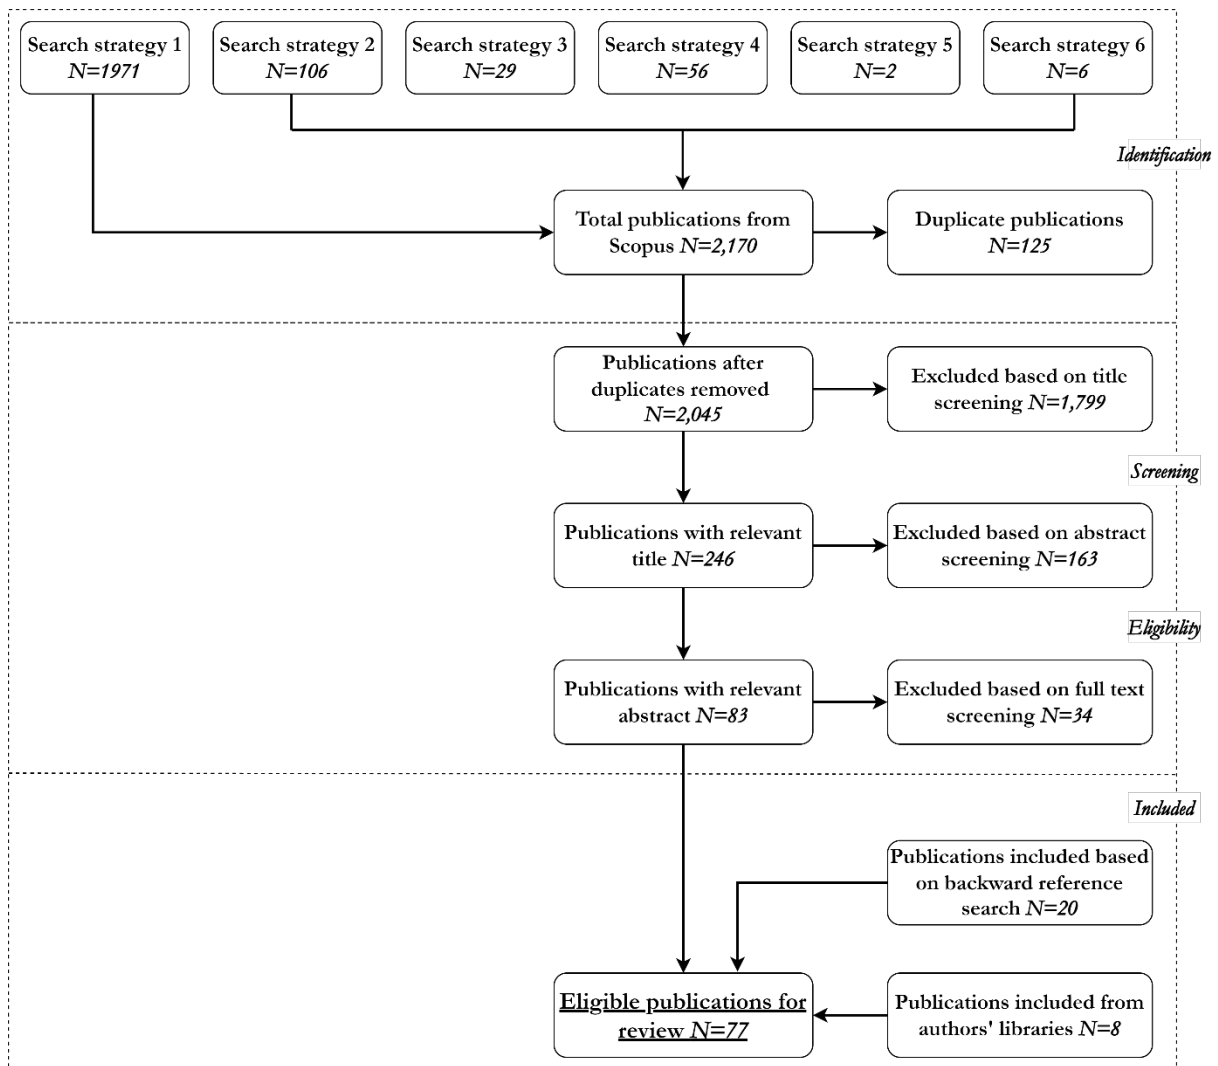 Search strategy 1
N=1971
Search strategy 2
N=106
Search strategy 3
N=29
Search strategy 4
N=56
Search strategy 5
N=2
Search strategy 6
N=6
Identification
Total publications from
Scopus N=2,170
Duplicate publications
N=125
Publications after
duplicates removed
N=2,045
Excluded based on title
screening N=1,799
Screening
Publications with relevant
title N=246
Excluded based on abstract
screening N=163
Eligibility
Publications with relevant
abstract N=83
Excluded based on full text
screening N=34
Included
Publications included based
on backward reference
search N=20
Eligible publications for
review N=77
Publications included from
authors' libraries N=8